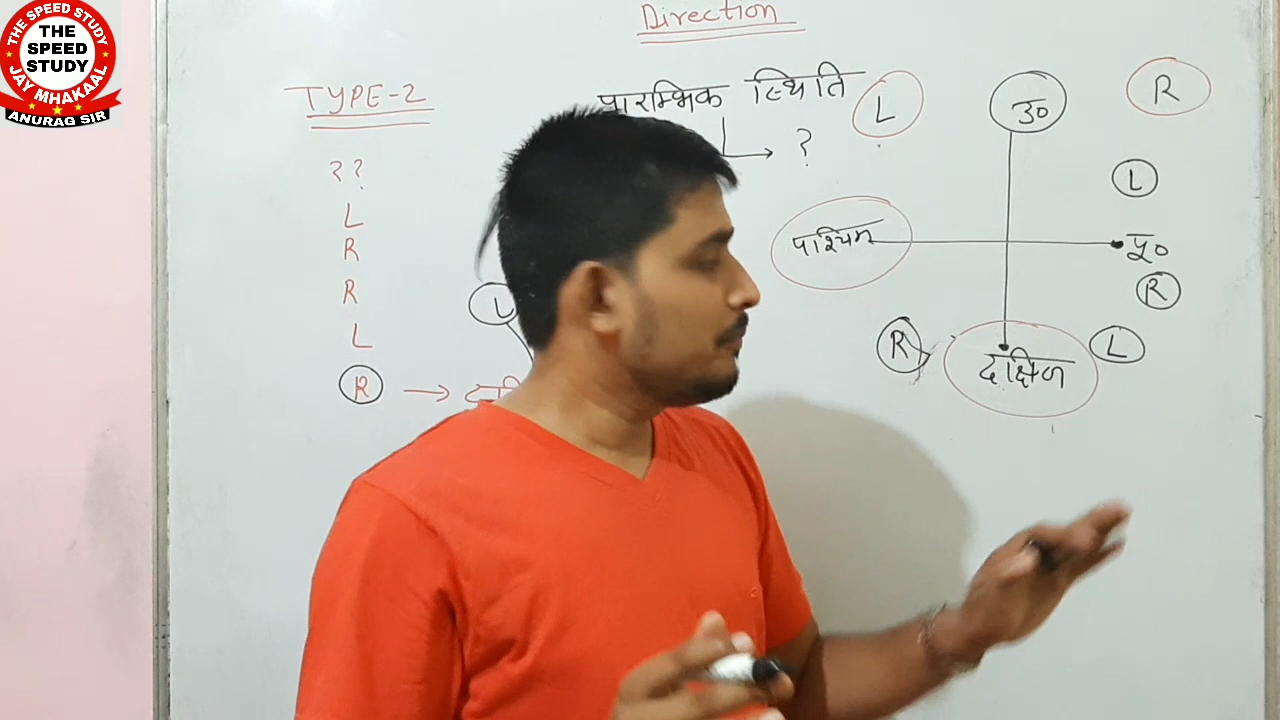 THE SPEED STUDY
THE
SPEED
STUDY
JAY MHAKAAL
ANURAG SIR
Direction
TYPE-2
प्रारम्भिक स्थिति
?
L
उ०
R
??
L
R
R
L
R →
L
पश्चिम
पू०
L
R
R
दक्षिण
L